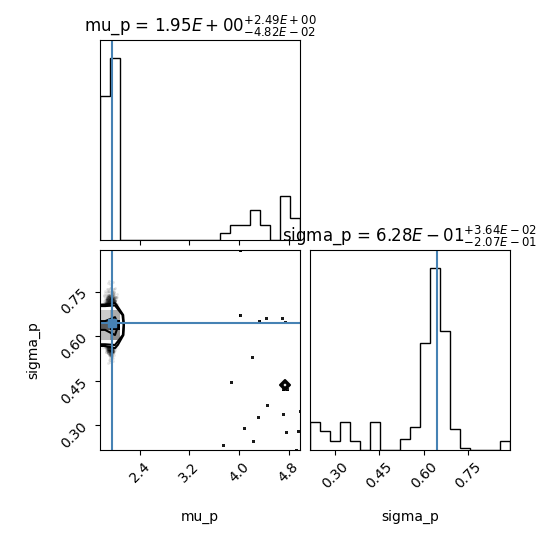 mu_p = 1.95E+00+2.49E+00−4.82E−02
sigma_p = 6.28E−01+3.64E−02−2.07E−01
sigma_p
0.75
0.60
0.45
0.30
2.4 3.2 4.0 4.8 0.30 0.45 0.60 0.75
mu_p sigma_p